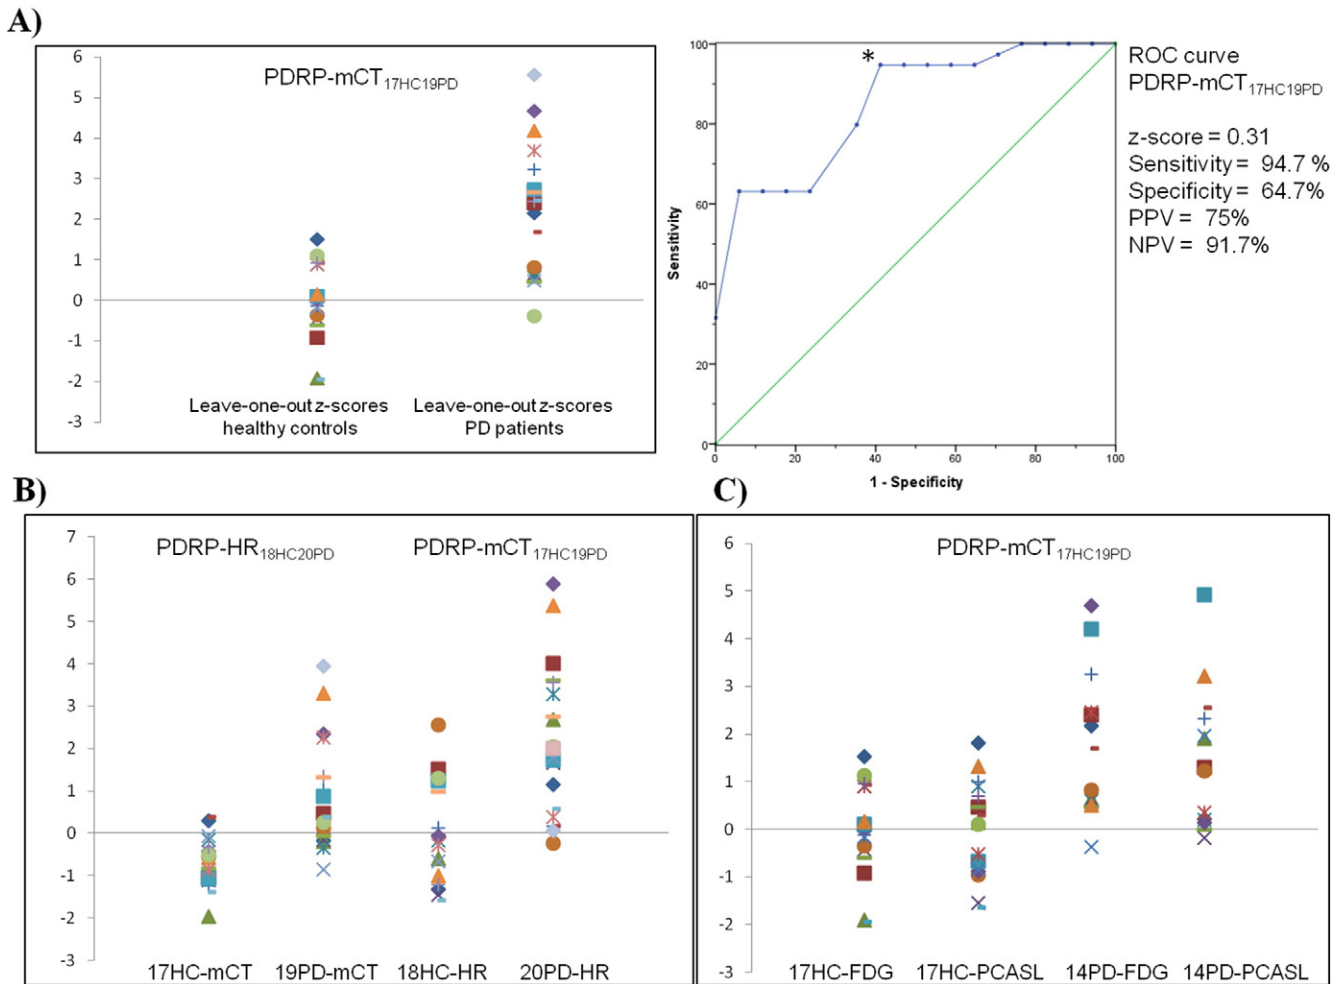 A)
PDRP-mCT17HC19PD
6
5
4
3
2
1
0
-1
-2
-3
Leave-one-out z-scores
healthy controls
Leave-one-out z-scores
PD patients
*
Sensitivity
100
80
60
40
20
0
0 20 40 60 80 100
1 - Specificity
ROC curve
PDRP-mCT17HC19PD
z-score = 0.31
Sensitivity = 94.7 %
Specificity = 64.7%
PPV = 75%
NPV = 91.7%
B)
PDRP-HR18HC20PD
PDRP-mCT17HC19PD
7
6
5
4
3
2
1
0
-1
-2
-3
17HC-mCT 19PD-mCT 18HC-HR 20PD-HR
C)
PDRP-mCT17HC19PD
6
5
4
3
2
1
0
-1
-2
-3
17HC-FDG 17HC-PCASL 14PD-FDG 14PD-PCASL